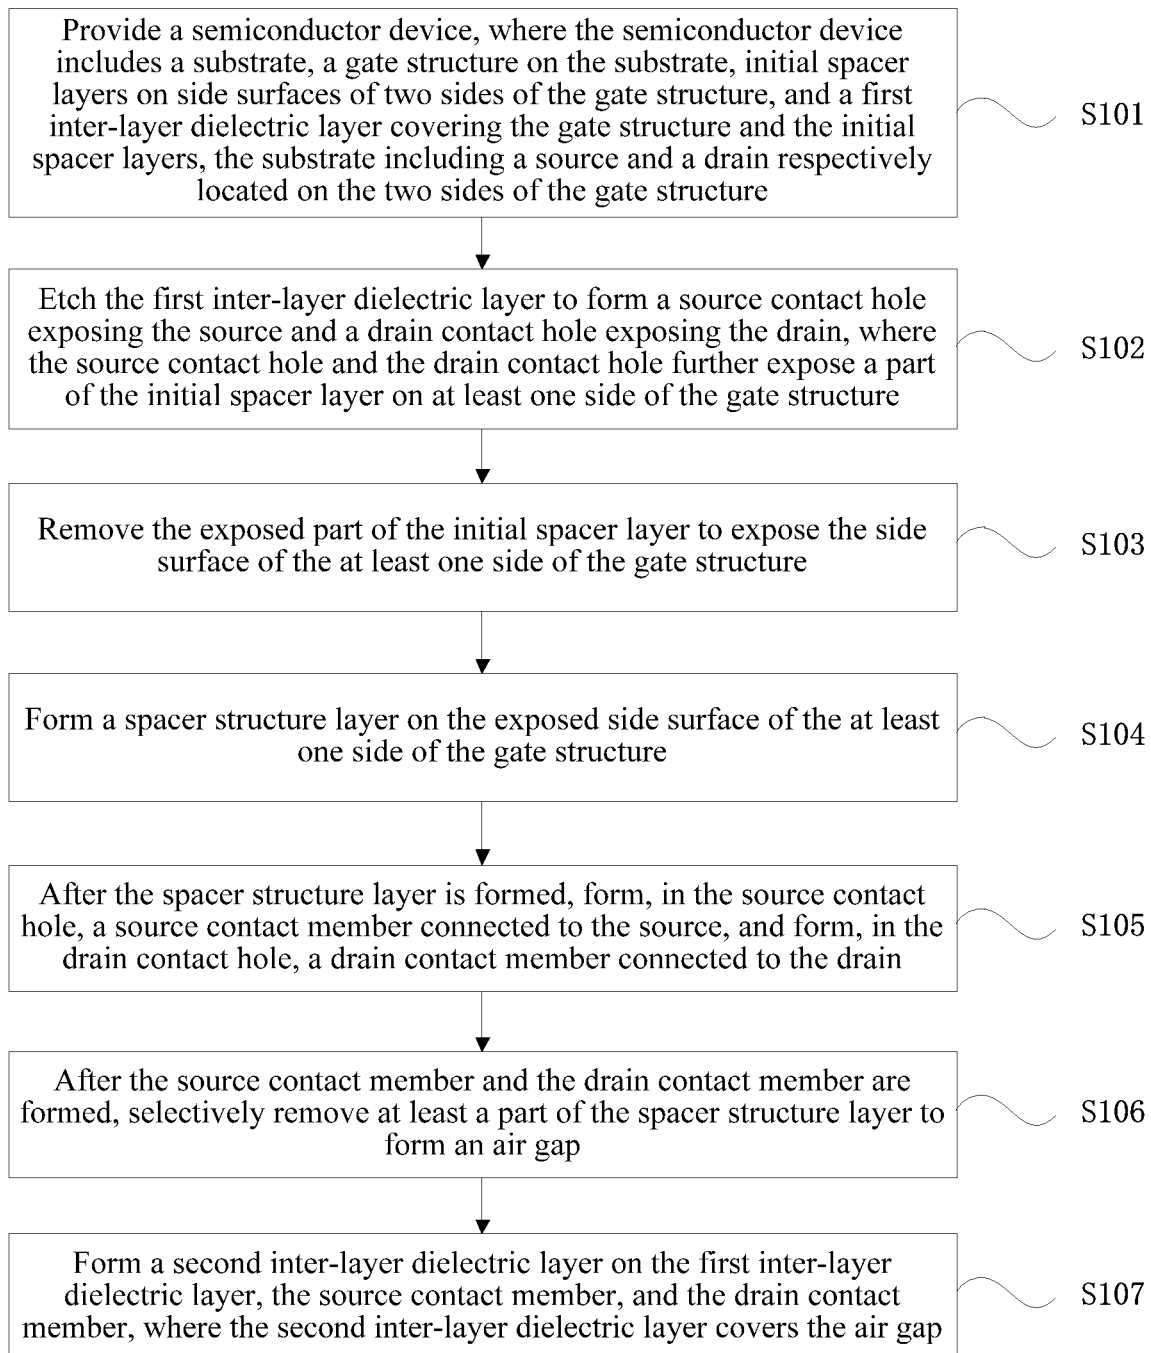 Provide a semiconductor device, where the semiconductor device
includes a substrate, a gate structure on the substrate, initial spacer
layers on side surfaces of two sides of the gate structure, and a first
inter-layer dielectric layer covering the gate structure and the initial
spacer layers, the substrate including a source and a drain respectively
located on the two sides of the gate structure
S101
Etch the first inter-layer dielectric layer to form a source contact hole
exposing the source and a drain contact hole exposing the drain, where
the source contact hole and the drain contact hole further expose a part
of the initial spacer layer on at least one side of the gate structure
S102
Remove the exposed part of the initial spacer layer to expose the side
surface of the at least one side of the gate structure
S103
Form a spacer structure layer on the exposed side surface of the at least
one side of the gate structure
S104
After the spacer structure layer is formed, form, in the source contact
hole, a source contact member connected to the source, and form, in the
drain contact hole, a drain contact member connected to the drain
S105
After the source contact member and the drain contact member are
formed, selectively remove at least a part of the spacer structure layer to
form an air gap
S106
Form a second inter-layer dielectric layer on the first inter-layer
dielectric layer, the source contact member, and the drain contact
member, where the second inter-layer dielectric layer covers the air gap
S107